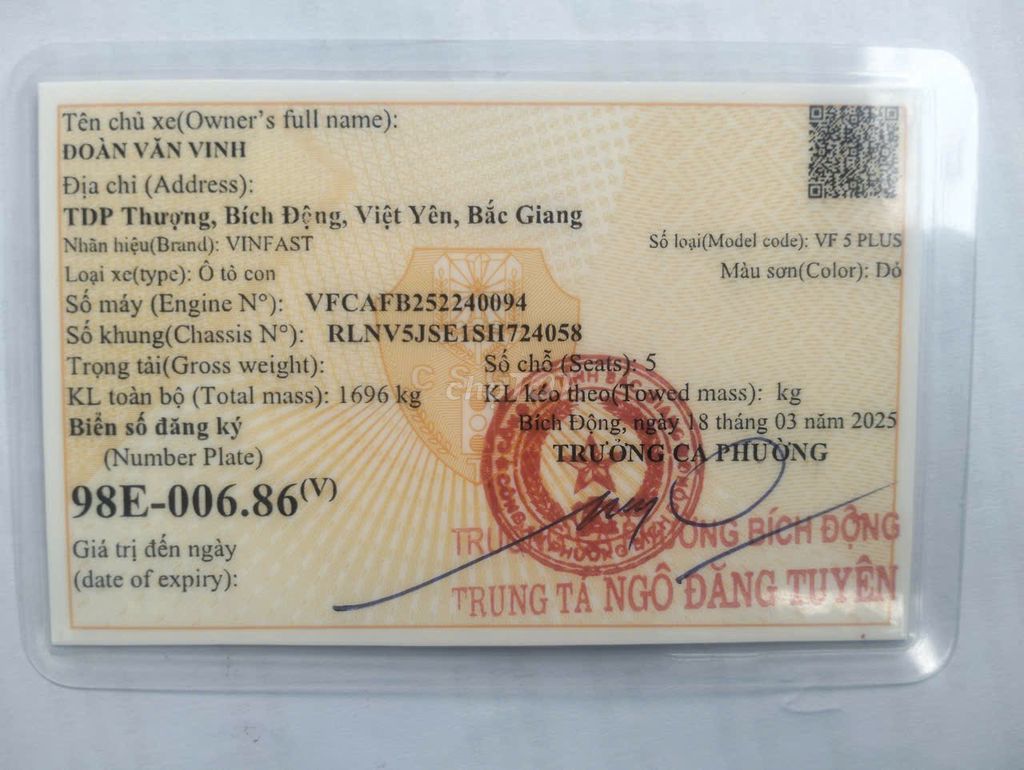 Tên chủ xe(Owner's full name):
ĐOÀN VĂN VINH
Địa chỉ (Address):
TDP Thượng, Bích Động, Việt Yên, Bắc Giang
Nhãn hiệu(Brand): VINFAST
Số loại(Model code): VF 5 PLUS
Loại xe(type): Ô tô con
Màu sơn(Color): Đỏ
Số máy (Engine N°): VFCAFB252240094
Số khung(Chassis N°): RLNV5JSE1SH724058
Trọng tải(Gross weight):
Số chỗ (Seats): 5
KL toàn bộ (Total mass): 1696 kg
KL kéo theo(Towed mass): kg
Biển số đăng ký
Bích Động, ngày 18 tháng 03 năm 2025
(Number Plate)
TRƯỞNG CA PHƯỜNG
98E-006.86(V)
Giá trị đến ngày
(date of expiry):
PHƯỜNG BÍCH ĐỘNG
TRUNG TÁ NGÔ ĐĂNG TUYÊN